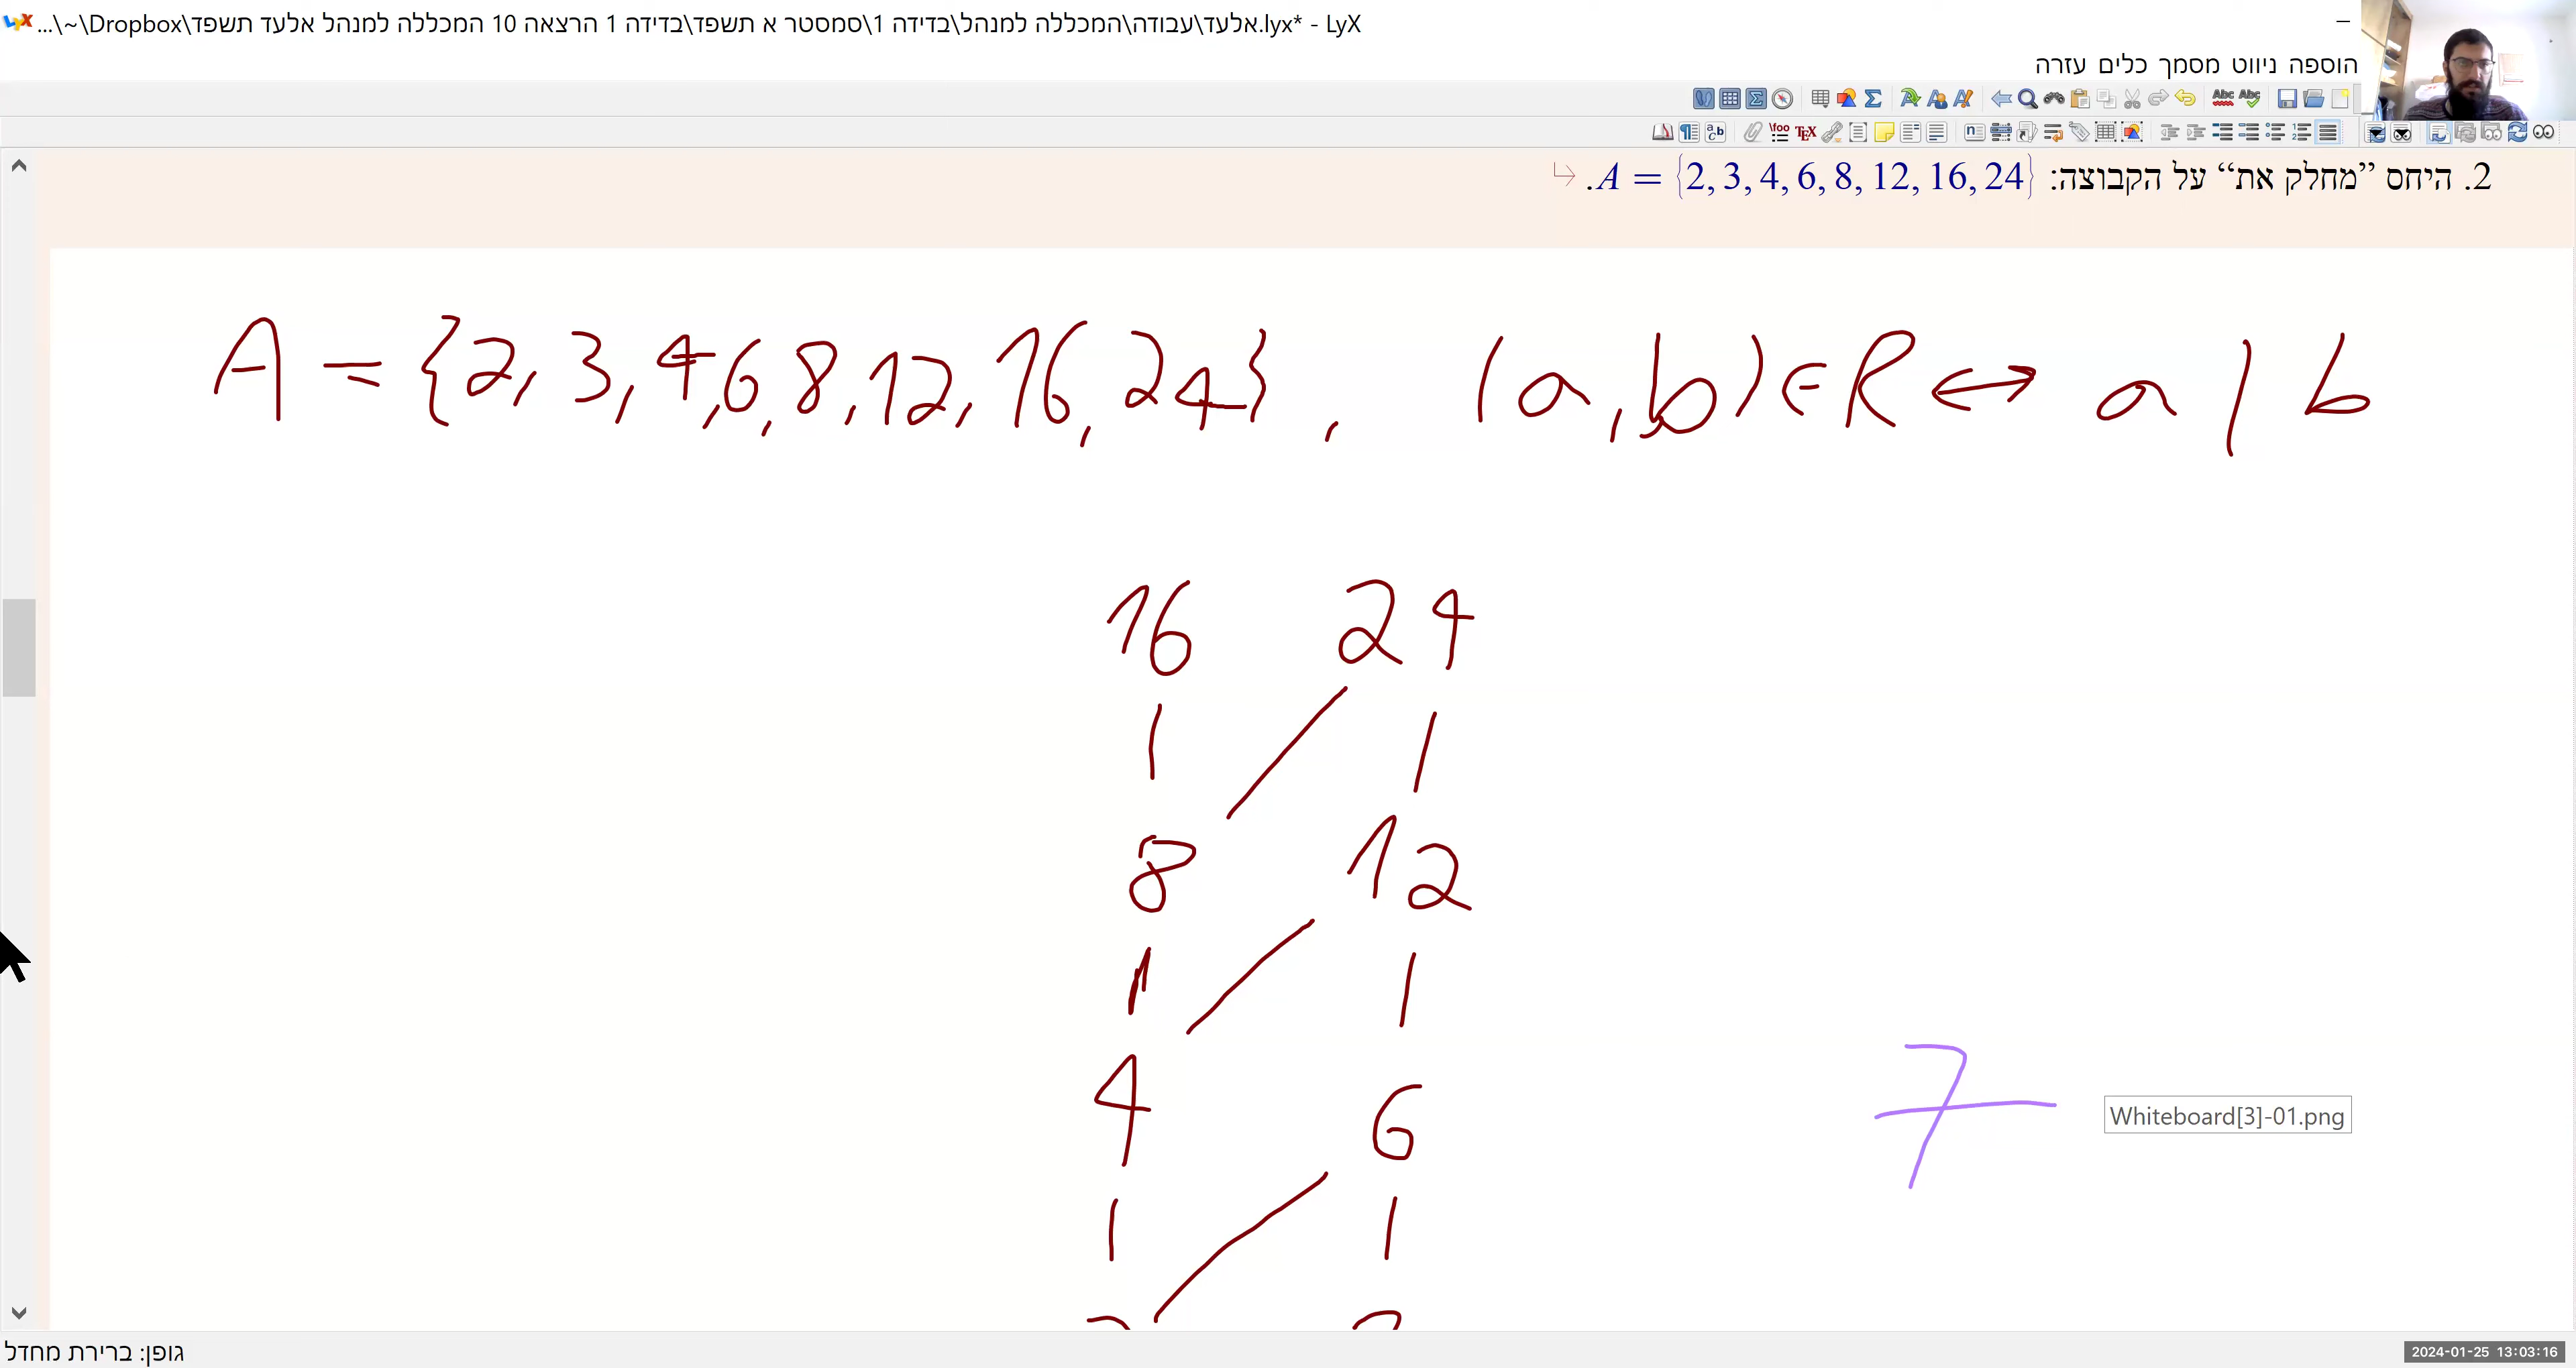 ...\~\Dropbox\אלעד\עבודה\המכללה למנהל\בדידה 1\סמסטר א תשפד\בדידה 1 הרצאה 10 המכללה למנהל אלעד תשפד.lyx* - LyX
הוספה ניווט מסמך כלים עזרה
2. היחס ”מחלק את“ על הקבוצה: A = {2, 3, 4, 6, 8, 12, 16, 24}.
A = {2, 3, 4, 6, 8, 12, 16, 24} , (a, b) ∈ R ↔ a | b
16 24
8 12
4 6
7
Whiteboard[3]-01.png
גופן: ברירת מחדל
2024-01-25 13:03:16